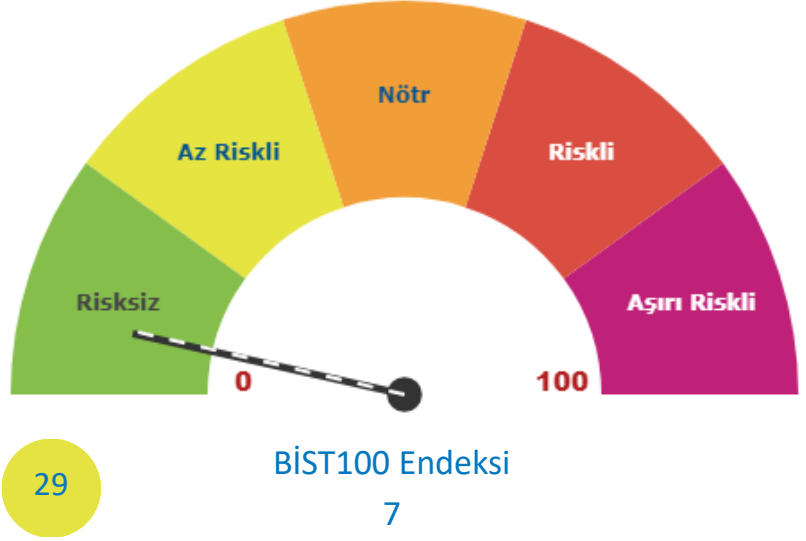 Nötr
Az Riskli
Riskli
Risksiz
Aşırı Riskli
0
100
BİST100 Endeksi
29
7